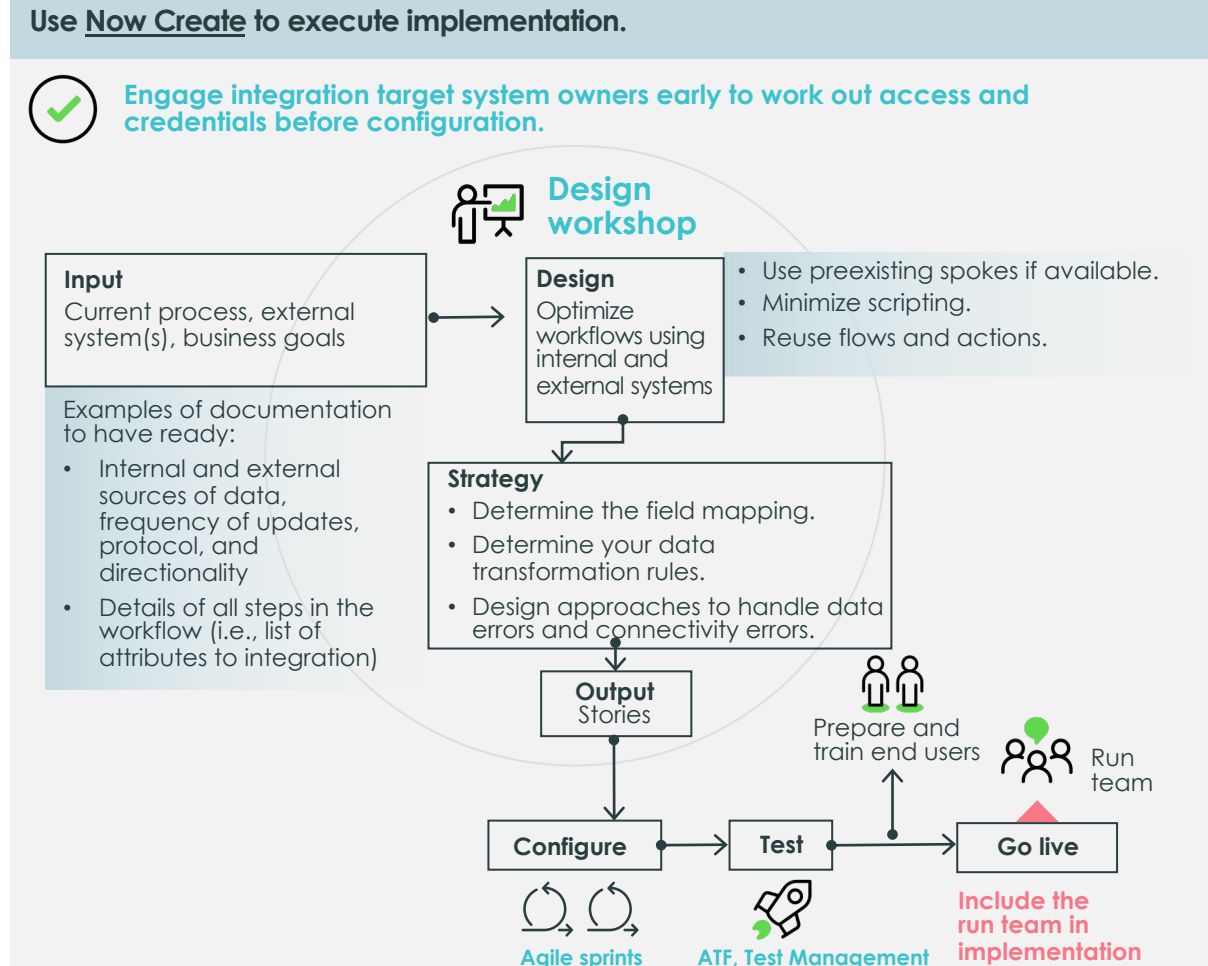 Use Now Create to execute implementation.
Engage integration target system owners early to work out access and
credentials before configuration.
Design
workshop
Input
Current process, external
system(s), business goals
Design
Optimize
workflows using
internal and
external systems
• Use preexisting spokes if available.
• Minimize scripting.
• Reuse flows and actions.
Examples of documentation
to have ready:
• Internal and external
sources of data,
frequency of updates,
protocol, and
directionality
• Details of all steps in the
workflow (i.e., list of
attributes to integration)
Strategy
• Determine the field mapping.
• Determine your data
transformation rules.
• Design approaches to handle data
errors and connectivity errors.
Output
Stories
Prepare and
train end users
Run
team
Configure
Test
Go live
Agile sprints
ATF, Test Management
Include the
run team in
implementation